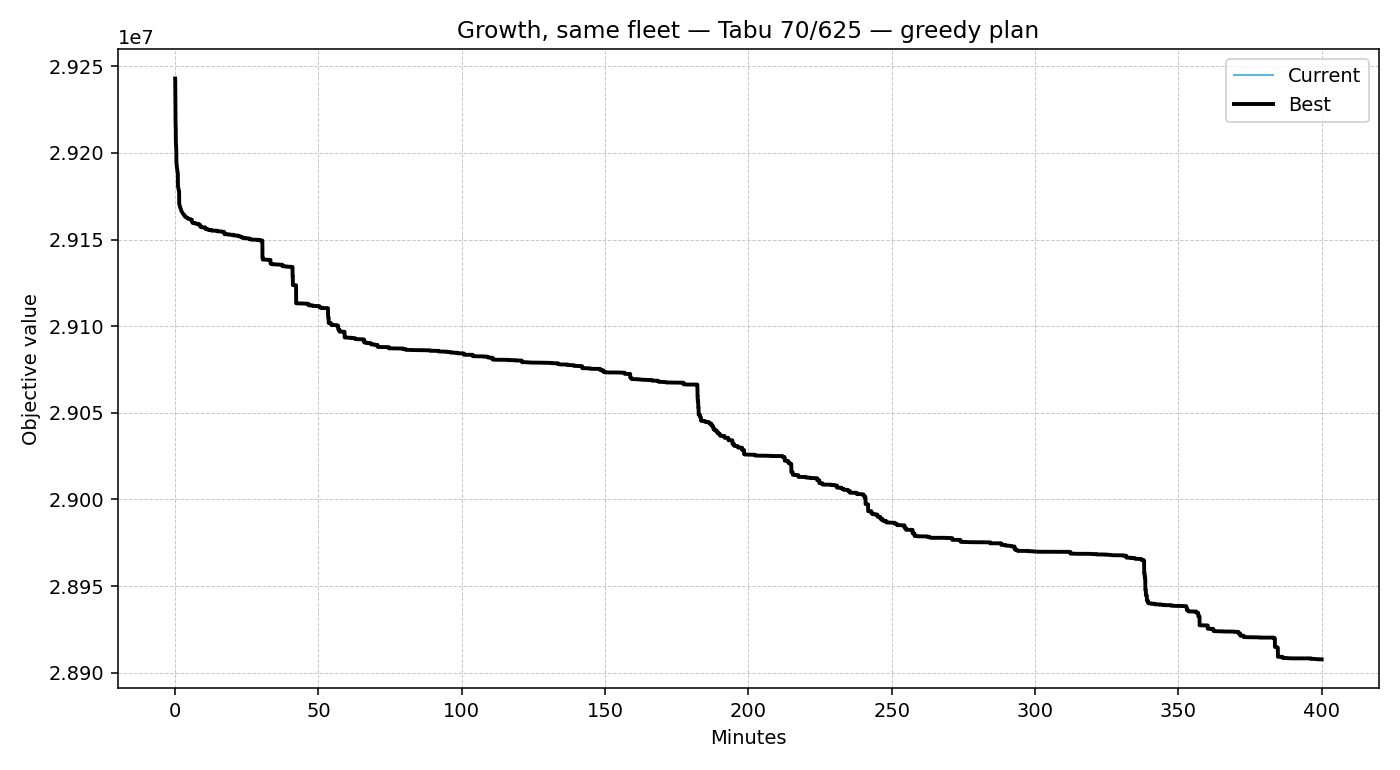 Growth, same fleet — Tabu 70/625 — greedy plan
1e7
2.925
2.920
2.915
2.910
2.905
2.900
2.895
2.890
Objective value
Current
Best
0 50 100 150 200 250 300 350 400
Minutes